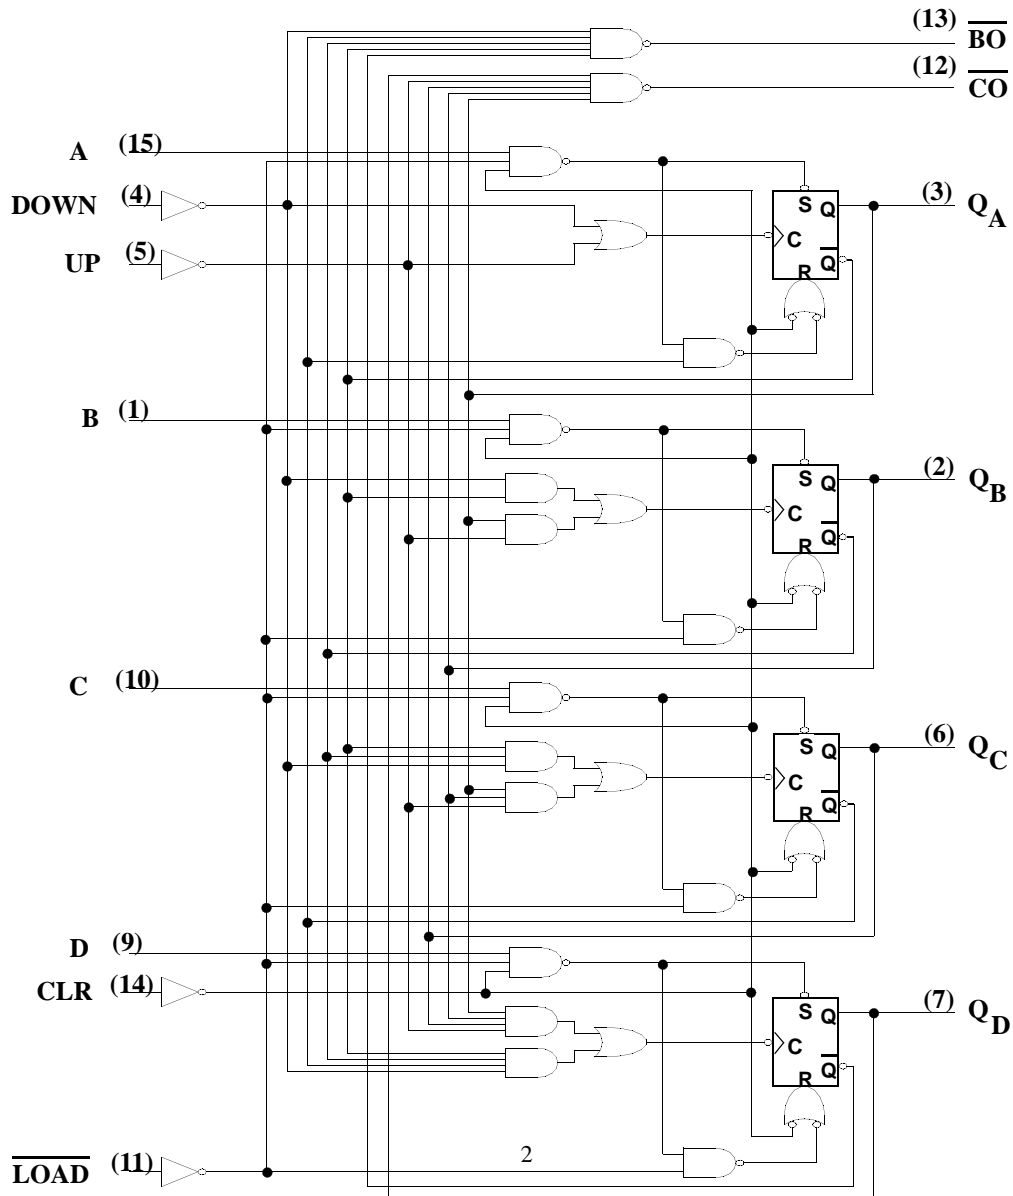 (13) BO
(12) CO
A (15)
DOWN (4)
S Q (3) QA
UP (5)
C
Q
R
B (1)
S Q (2) QB
C
Q
R
C (10)
S Q (6) QC
C
Q
R
D (9)
CLR (14)
S Q (7) QD
C
Q
R
2
LOAD (11)